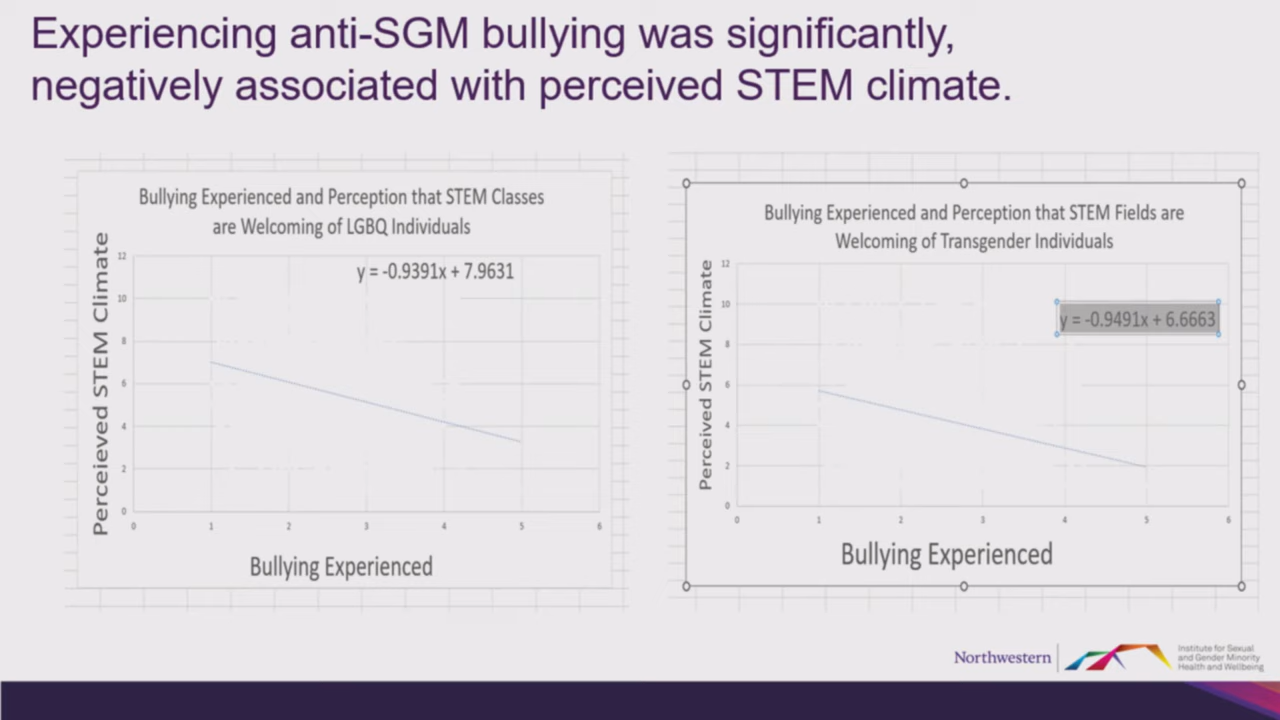 Experiencing anti-SGM bullying was significantly,
negatively associated with perceived STEM climate.
Bullying Experienced and Perception that STEM Classes
are Welcoming of LGBQ Individuals
y = -0.9391x + 7.9631
Perceieved STEM Climate
12
10
8
6
4
2
0
0 1 2 3 4 5 6
Bullying Experienced
Bullying Experienced and Perception that STEM Fields are
Welcoming of Transgender Individuals
y = -0.9491x + 6.6663
Perceived STEM Climate
12
10
8
6
4
2
0
0 1 2 3 4 5 6
Bullying Experienced
Northwestern
Institute for Sexual
and Gender Minority
Health and Wellbeing